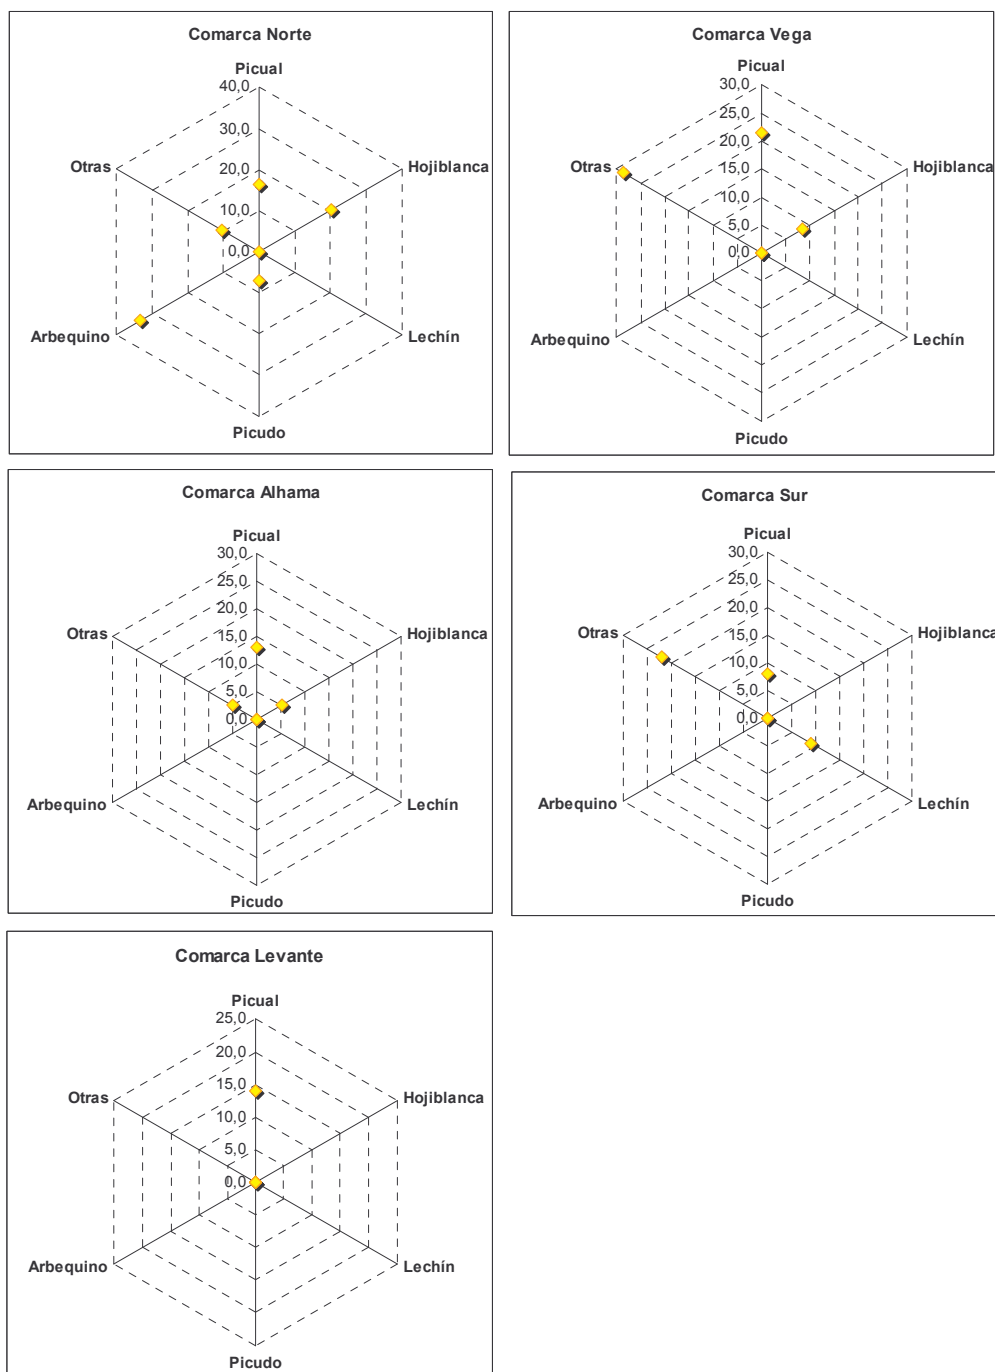 Comarca Norte
Picual
40,0
30,0
Otras
20,0
Hojiblanca
10,0
0,0
Arbequino
Lechín
Picudo
Comarca Vega
Picual
30,0
25,0
20,0
Otras
15,0
Hojiblanca
10,0
5,0
0,0
Arbequino
Lechín
Picudo
Comarca Alhama
Picual
30,0
25,0
20,0
Otras
15,0
Hojiblanca
10,0
5,0
0,0
Arbequino
Lechín
Picudo
Comarca Sur
Picual
30,0
25,0
20,0
Otras
15,0
Hojiblanca
10,0
5,0
0,0
Arbequino
Lechín
Picudo
Comarca Levante
Picual
25,0
20,0
Otras
15,0
Hojiblanca
10,0
5,0
0,0
Arbequino
Lechín
Picudo